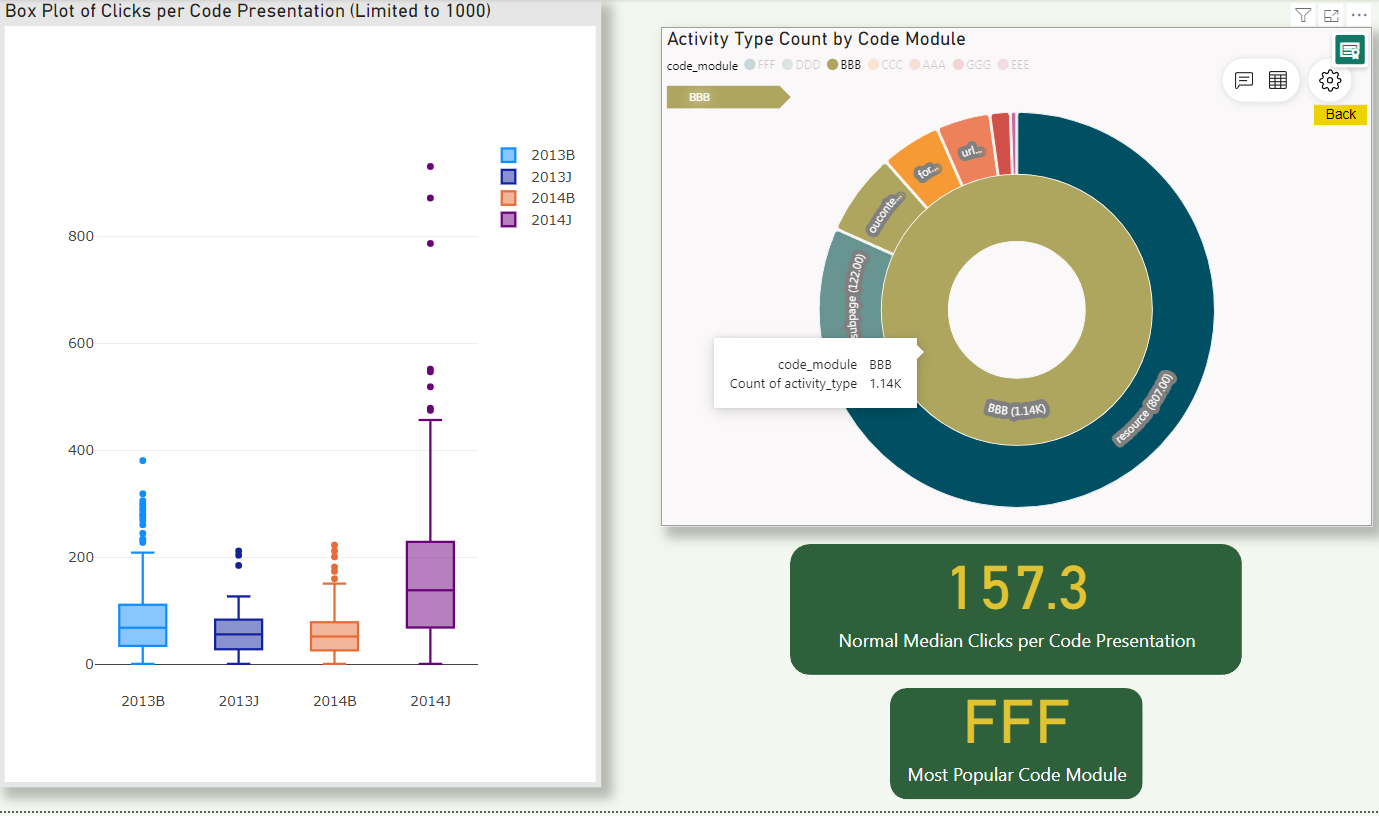 Box Plot of Clicks per Code Presentation (Limited to 1000)
2013B
2013J
2014B
2014J
800
600
400
200
0
2013B 2013J 2014B 2014J
Activity Type Count by Code Module
code_module FFF DDD BBB CCC AAA GGG EEE
BBB
Back
url...
for...
ouconte...
subpage (122.00)
code_module BBB
Count of activity_type 1.14K
BBB (1.14K)
resource (807.00)
157.3
Normal Median Clicks per Code Presentation
FFF
Most Popular Code Module